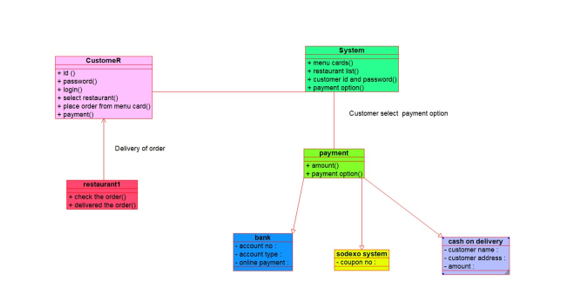 CustomeR
+ id ()
+ password()
+ login()
+ select restaurant()
+ place order from menu card()
+ payment()
System
+ menu cards()
+ restaurant list()
+ customer id and password()
+ payment option()
Customer select payment option
Delivery of order
payment
+ amount()
+ payment option()
restaurant1
+ check the order()
+ delivered the order()
bank
- account no :
- account type :
- online payment :
sodexo system
- coupon no :
cash on delivery
- customer name :
- customer address :
- amount :